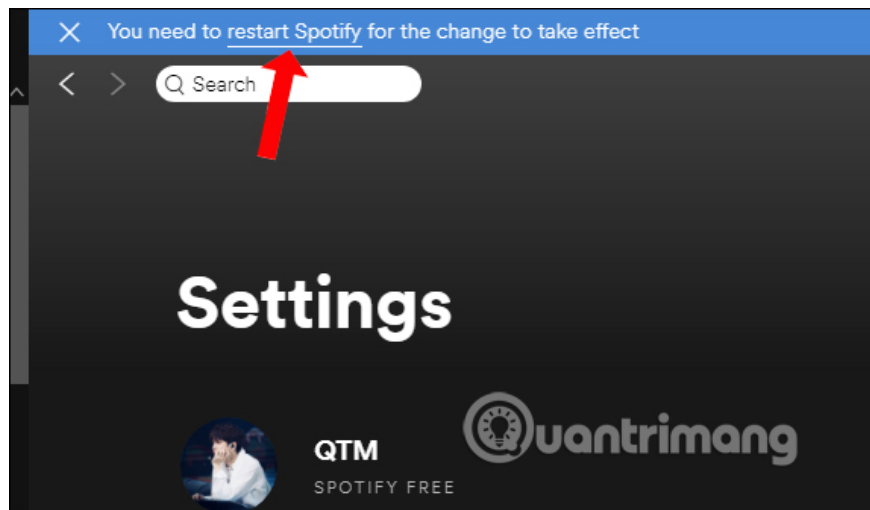 You need to restart Spotify for the change to take effect
Search
Settings
QTM
SPOTIFY FREE
Quantrimang